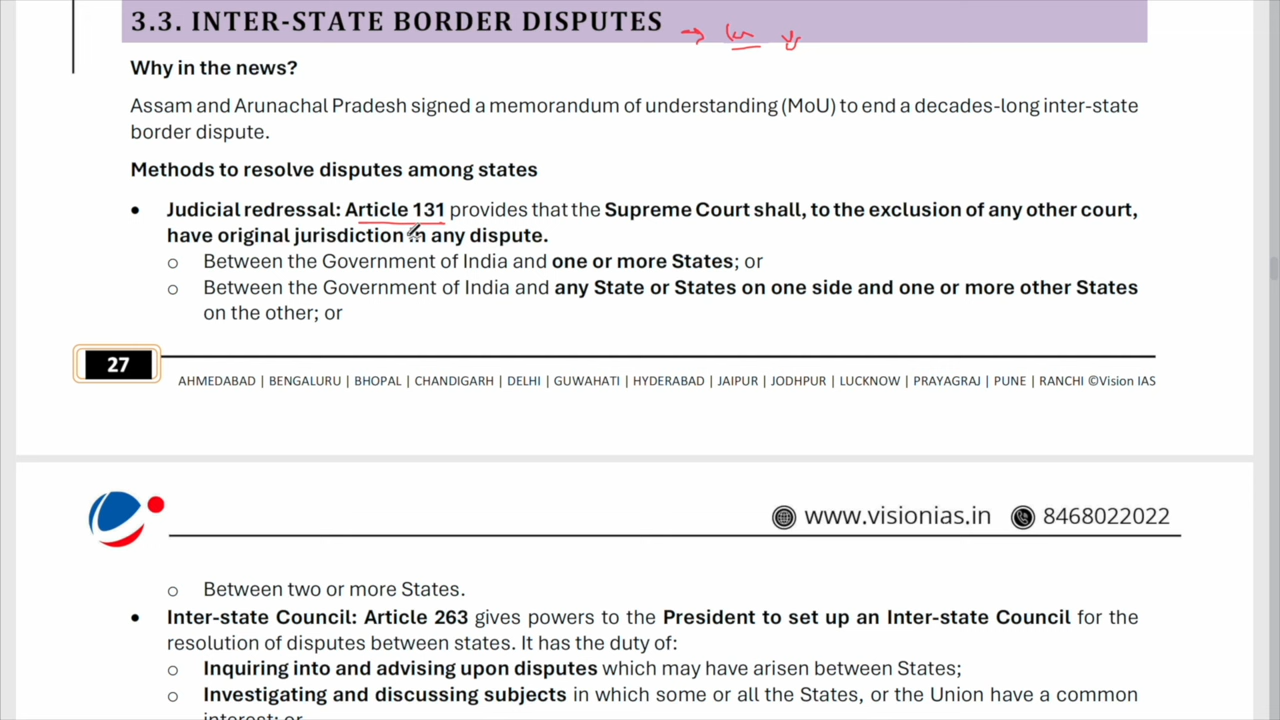 3.3. INTER-STATE BORDER DISPUTES
Why in the news?
Assam and Arunachal Pradesh signed a memorandum of understanding (MoU) to end a decades-long inter-state
border dispute.
Methods to resolve disputes among states
• Judicial redressal: Article 131 provides that the Supreme Court shall, to the exclusion of any other court,
have original jurisdiction in any dispute.
o Between the Government of India and one or more States; or
o Between the Government of India and any State or States on one side and one or more other States
on the other; or
27
AHMEDABAD | BENGALURU | BHOPAL | CHANDIGARH | DELHI | GUWAHATI | HYDERABAD | JAIPUR | JODHPUR | LUCKNOW | PRAYAGRAJ | PUNE | RANCHI ©Vision IAS
www.visionias.in 8468022022
o Between two or more States.
• Inter-state Council: Article 263 gives powers to the President to set up an Inter-state Council for the
resolution of disputes between states. It has the duty of:
o Inquiring into and advising upon disputes which may have arisen between States;
o Investigating and discussing subjects in which some or all the States, or the Union have a common
interest; or